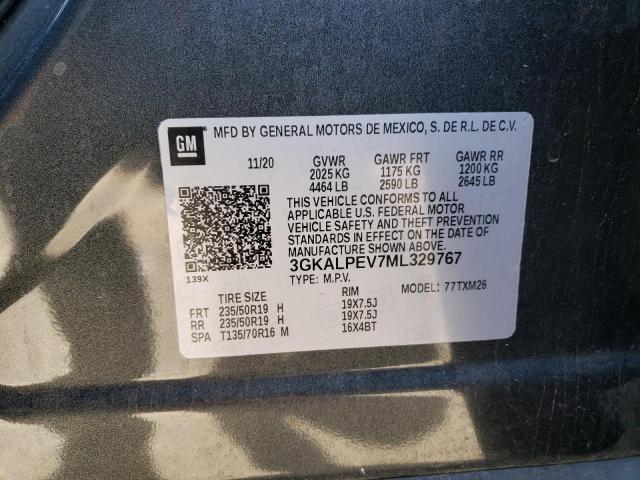 GM MFD BY GENERAL MOTORS DE MEXICO, S. DE R.L. DE C.V.
11/20 GVWR GAWR FRT GAWR RR
2025 KG 1175 KG 1200 KG
4464 LB 2590 LB 2645 LB
THIS VEHICLE CONFORMS TO ALL
APPLICABLE U.S. FEDERAL MOTOR
VEHICLE SAFETY AND THEFT PREVENTION
STANDARDS IN EFFECT ON THE DATE OF
MANUFACTURE SHOWN ABOVE.
139X 3GKALPEV7ML329767
TYPE: M.P.V. MODEL: 77TXM26
TIRE SIZE RIM
FRT 235/50R19 H 19X7.5J
RR 235/50R19 H 19X7.5J
SPA T135/70R16 M 16X4BT